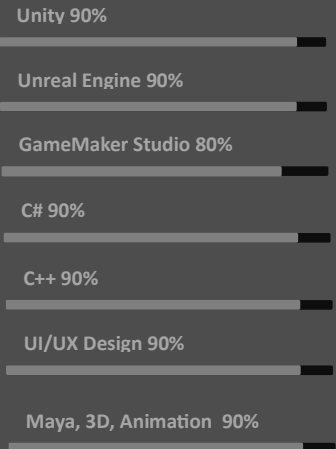 Unity 90%
Unreal Engine 90%
GameMaker Studio 80%
C# 90%
C++ 90%
UI/UX Design 90%
Maya, 3D, Animation 90%